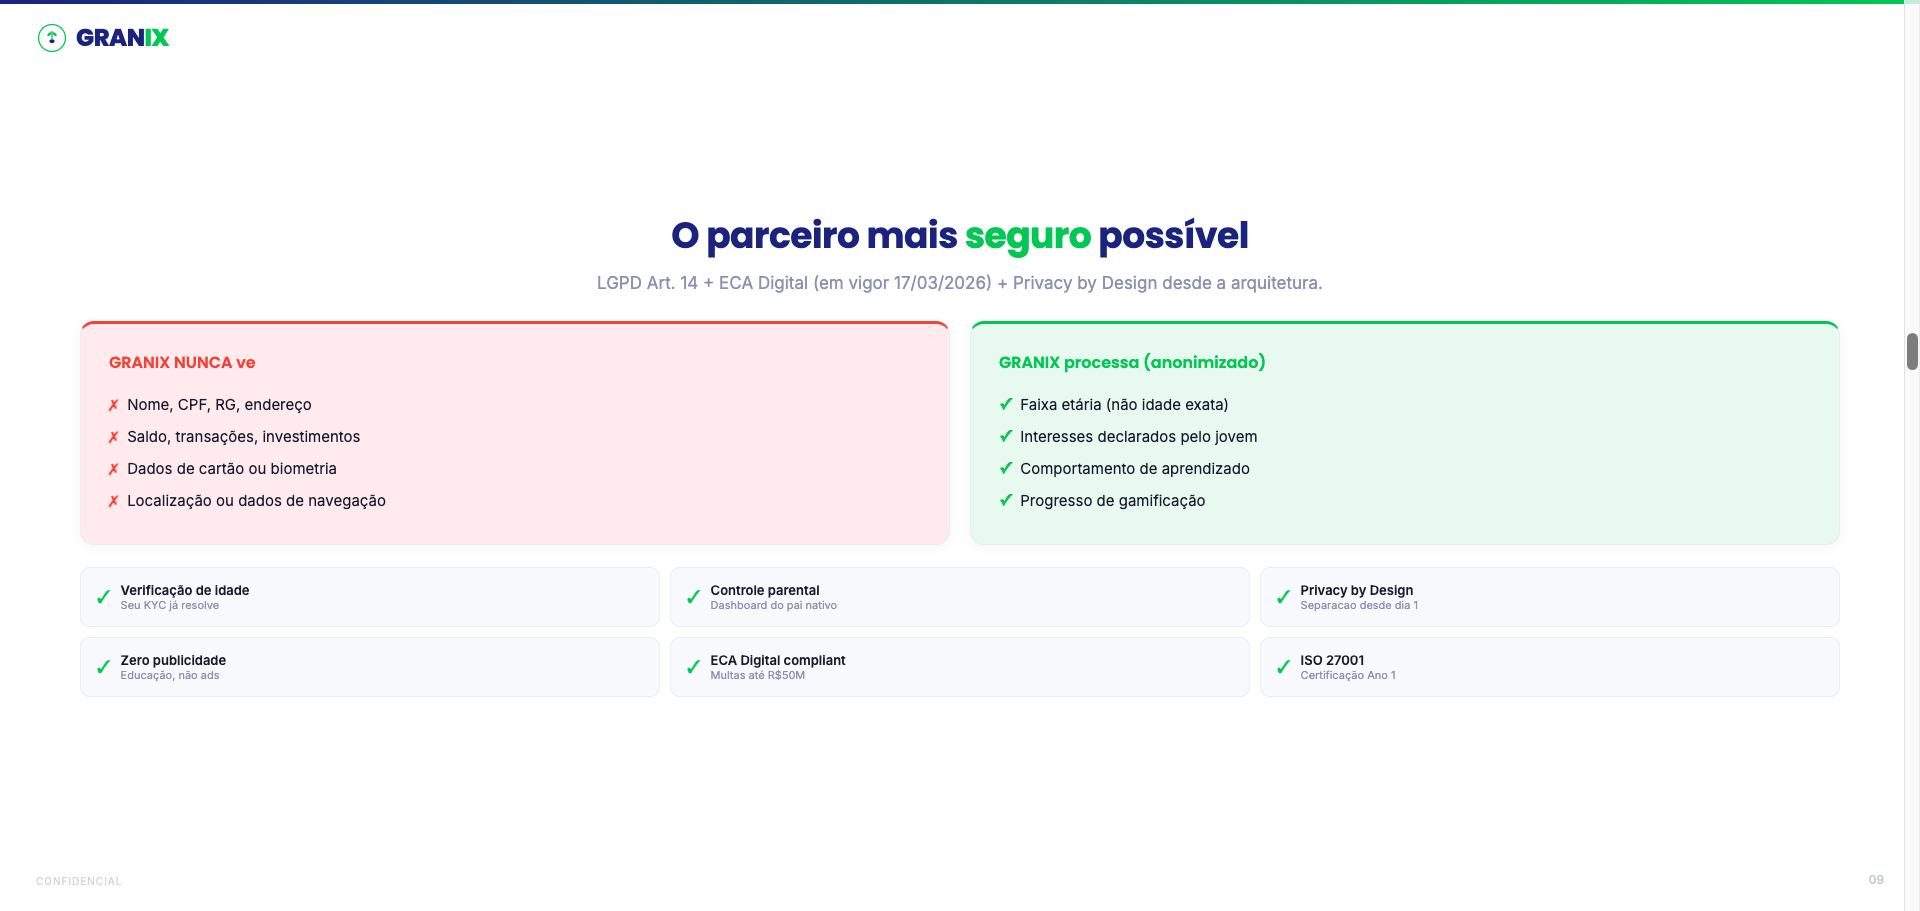 GRANIX
O parceiro mais seguro possível
LGPD Art. 14 + ECA Digital (em vigor 17/03/2026) + Privacy by Design desde a arquitetura.
GRANIX NUNCA ve
✗ Nome, CPF, RG, endereço
✗ Saldo, transações, investimentos
✗ Dados de cartão ou biometria
✗ Localização ou dados de navegação
GRANIX processa (anonimizado)
✓ Faixa etária (não idade exata)
✓ Interesses declarados pelo jovem
✓ Comportamento de aprendizado
✓ Progresso de gamificação
✓ Verificação de idade
Seu KYC já resolve
✓ Controle parental
Dashboard do pai nativo
✓ Privacy by Design
Separacao desde dia 1
✓ Zero publicidade
Educação, não ads
✓ ECA Digital compliant
Multas até R$50M
✓ ISO 27001
Certificação Ano 1
CONFIDENCIAL
09